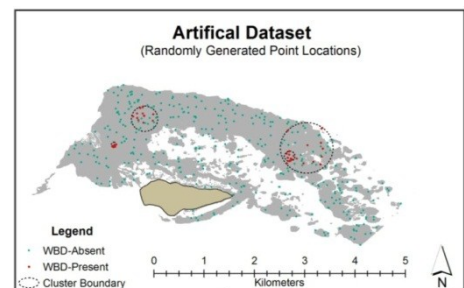 Artifical Dataset
(Randomly Generated Point Locations)
Legend
WBD-Absent
WBD-Present
Cluster Boundary
0 1 2 3 4 5
Kilometers
N